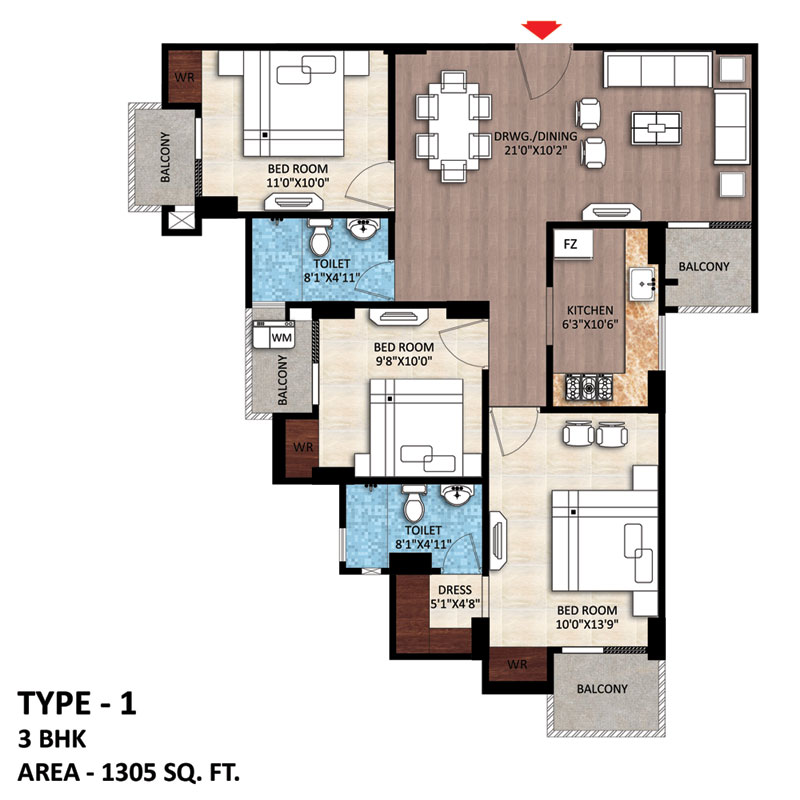 WR
BALCONY
BED ROOM
11'0"X10'0"
DRWG./DINING
21'0"X10'2"
TOILET
8'1"X4'11"
FZ
BALCONY
KITCHEN
6'3"X10'6"
WM
BALCONY
BED ROOM
9'8"X10'0"
WR
TOILET
8'1"X4'11"
DRESS
5'1"X4'8"
BED ROOM
10'0"X13'9"
WR
BALCONY
TYPE - 1
3 BHK
AREA - 1305 SQ. FT.